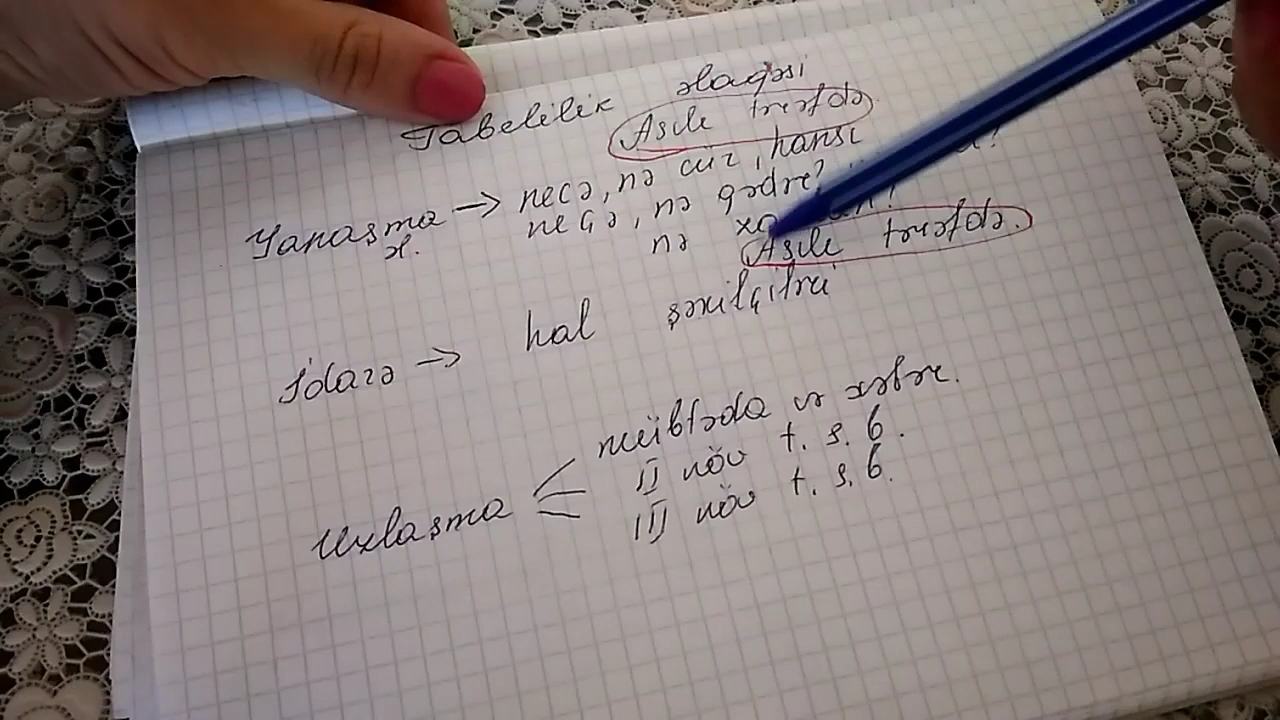 Tabelilik əlaqəsi
Asılı tərəfdə.
Yanaşma → necə, nə cür, hansı
ə.
neçə, nə qədər?
nə
Asılı tərəfdə.
İdarə → hal şəkilçiləri
Uzlaşma
mübtəda və xəbər.
II növ t. s. b.
III növ t. s. b.